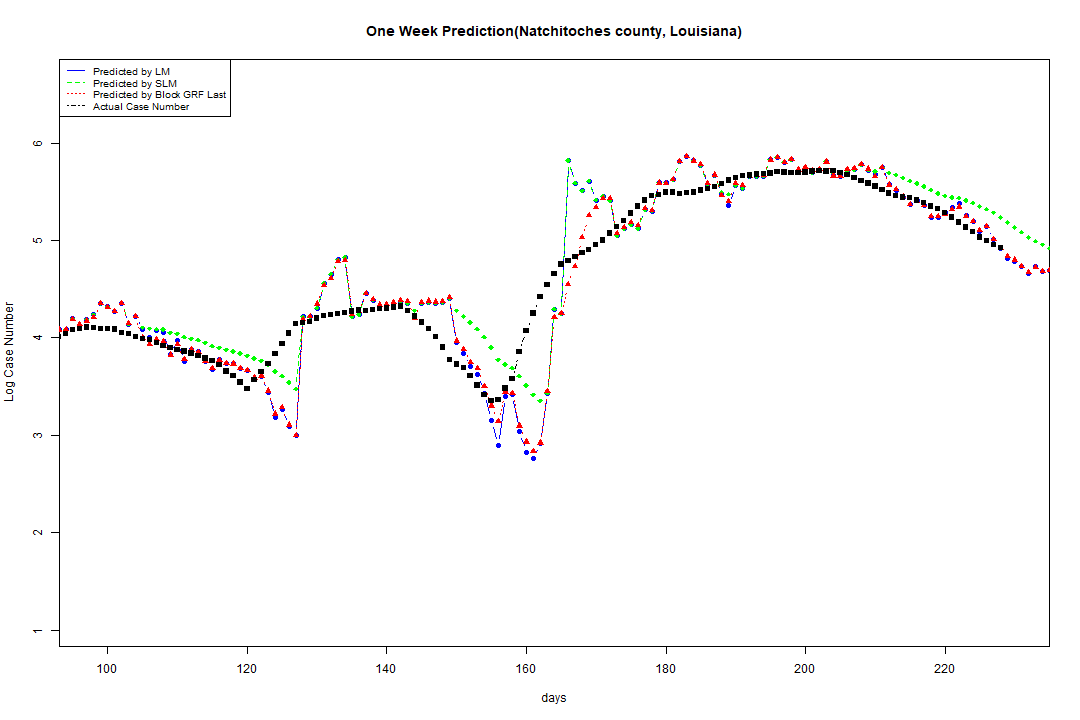 One Week Prediction(Natchitoches county, Louisiana)
Predicted by LM
Predicted by SLM
Predicted by Block GRF Last
Actual Case Number
6
5
4
3
2
1
Log Case Number
100 120 140 160 180 200 220
days